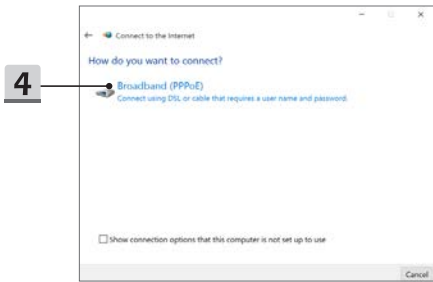 Connect to the Internet
How do you want to connect?
4
Broadband (PPPoE)
Connect using DSL or cable that requires a user name and password.
Show connection options that this computer is not set up to use
Cancel